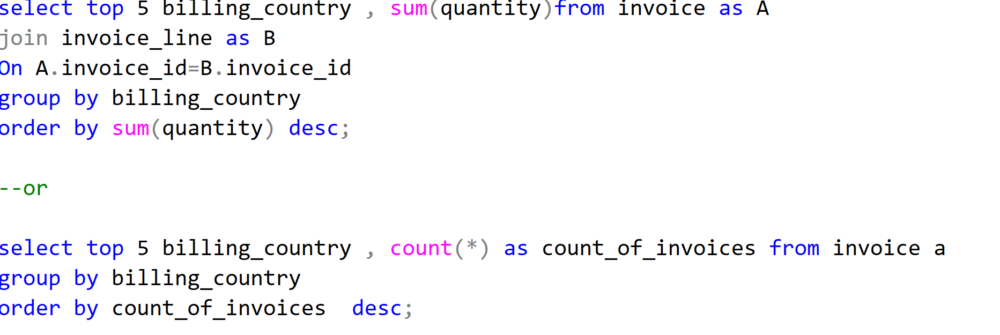 select top 5 billing_country , sum(quantity)from invoice as A
join invoice_line as B
On A.invoice_id=B.invoice_id
group by billing_country
order by sum(quantity) desc;
--or
select top 5 billing_country , count(*) as count_of_invoices from invoice a
group by billing_country
order by count_of_invoices  desc;